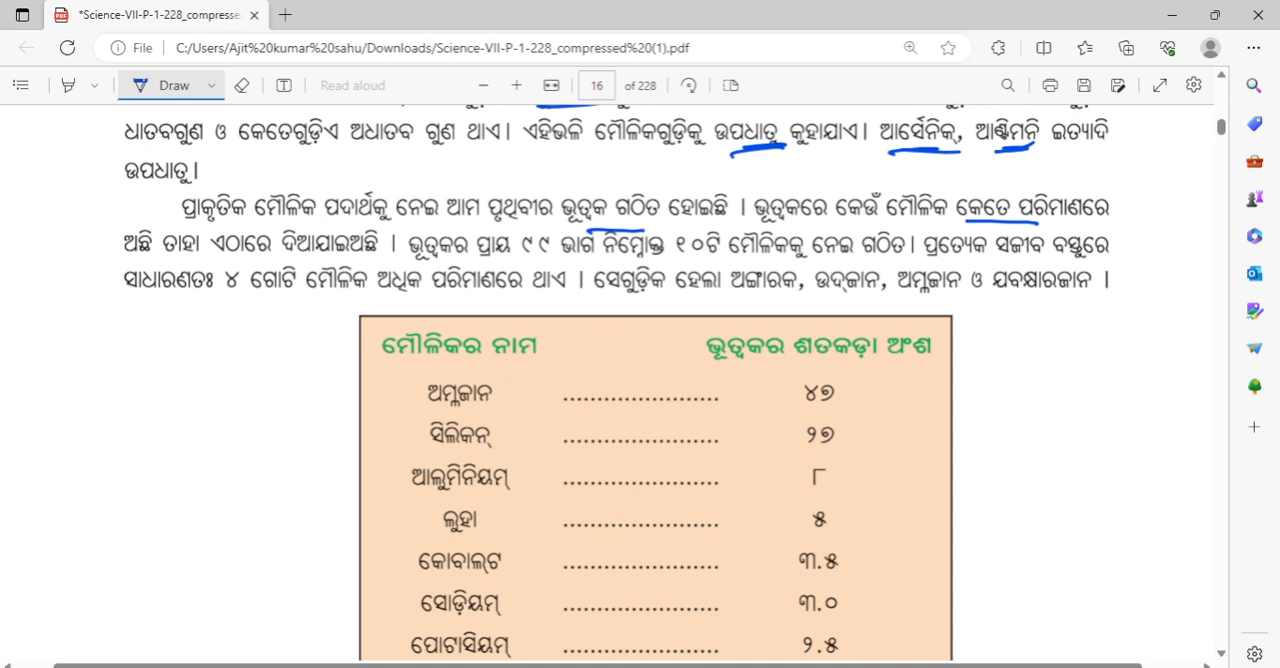 *Science-VII-P-1-228_compresse
File C:/Users/Ajit%20kumar%20sahu/Downloads/Science-VII-P-1-228_compressed%20(1).pdf
Draw Read aloud 16 of 228
ଧାତବଗୁଣ ଓ କେତେଗୁଡ଼ିଏ ଅଧାତବ ଗୁଣ ଥାଏ। ଏହିଭଳି ମୌଳିକଗୁଡ଼ିକୁ ଉପଧାତୁ କୁହାଯାଏ। ଆର୍ସେନିକ୍, ଆଣ୍ଟିମନି ଇତ୍ୟାଦି
ଉପଧାତୁ।
ପ୍ରାକୃତିକ ମୌଳିକ ପଦାର୍ଥକୁ ନେଇ ଆମ ପୃଥିବୀର ଭୂତ୍ୱକ ଗଠିତ ହୋଇଛି । ଭୂତ୍ୱକରେ କେଉଁ ମୌଳିକ କେତେ ପରିମାଣରେ
ଅଛି ତାହା ଏଠାରେ ଦିଆଯାଇଅଛି । ଭୂତ୍ୱକର ପ୍ରାୟ ୯୯ ଭାଗ ନିମ୍ନୋକ୍ତ ୧୦ଟି ମୌଳିକକୁ ନେଇ ଗଠିତ। ପ୍ରତ୍ୟେକ ସଜୀବ ବସ୍ତୁରେ
ସାଧାରଣତଃ ୪ ଗୋଟି ମୌଳିକ ଅଧିକ ପରିମାଣରେ ଥାଏ । ସେଗୁଡ଼ିକ ହେଲା ଅଙ୍ଗାରକ, ଉଦ୍‌ଜାନ, ଅମ୍ଳଜାନ ଓ ଯବକ୍ଷାରଜାନ ।
ମୌଳିକର ନାମ ଭୂତ୍ୱକର ଶତକଡ଼ା ଅଂଶ
ଅମ୍ଳଜାନ ....................... ୪୭
ସିଲିକନ୍ ....................... ୨୭
ଆଲୁମିନିୟମ୍ ....................... ୮
ଲୁହା ....................... ୫
କୋବାଲ୍‌ଟ ....................... ୩.୫
ସୋଡ଼ିୟମ୍ ....................... ୩.୦
ପୋଟାସିୟମ୍ ....................... ୨.୫